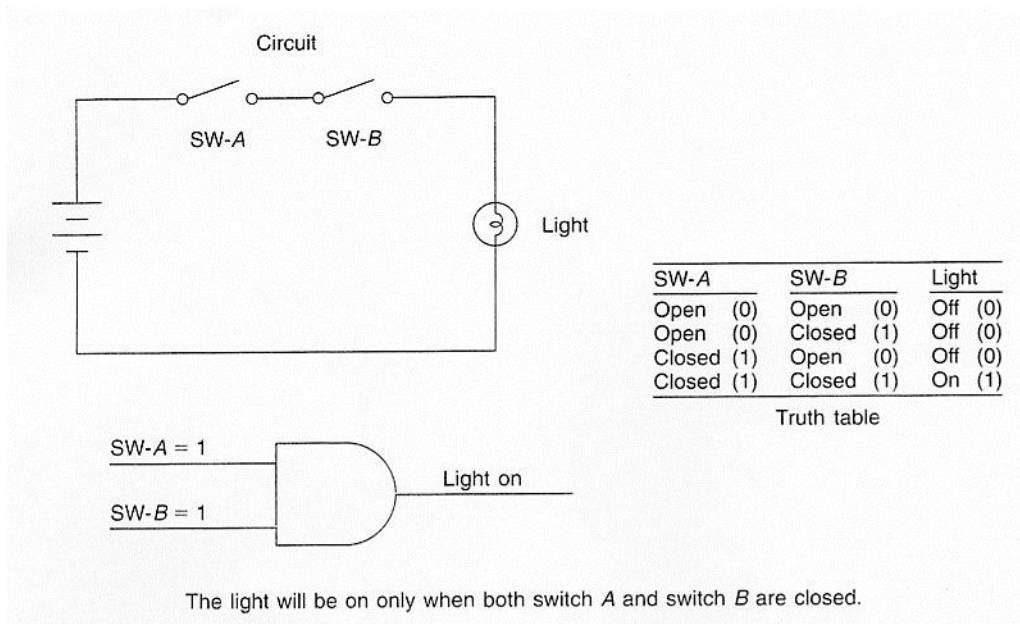 Circuit
SW-A
SW-B
Light
SW-A SW-B Light
Open (0) Open (0) Off (0)
Open (0) Closed (1) Off (0)
Closed (1) Open (0) Off (0)
Closed (1) Closed (1) On (1)
Truth table
SW-A = 1
Light on
SW-B = 1
The light will be on only when both switch A and switch B are closed.